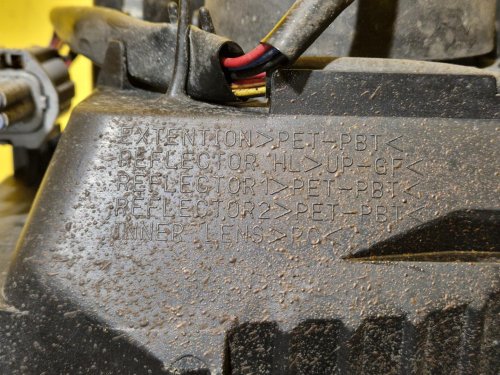 EXTENTION>PET-PBT<
REFLECTOR HL>UP-GF<
REFLECTOR1>PET-PBT<
REFLECTOR2>PET-PBT<
INNER LENS>PC<